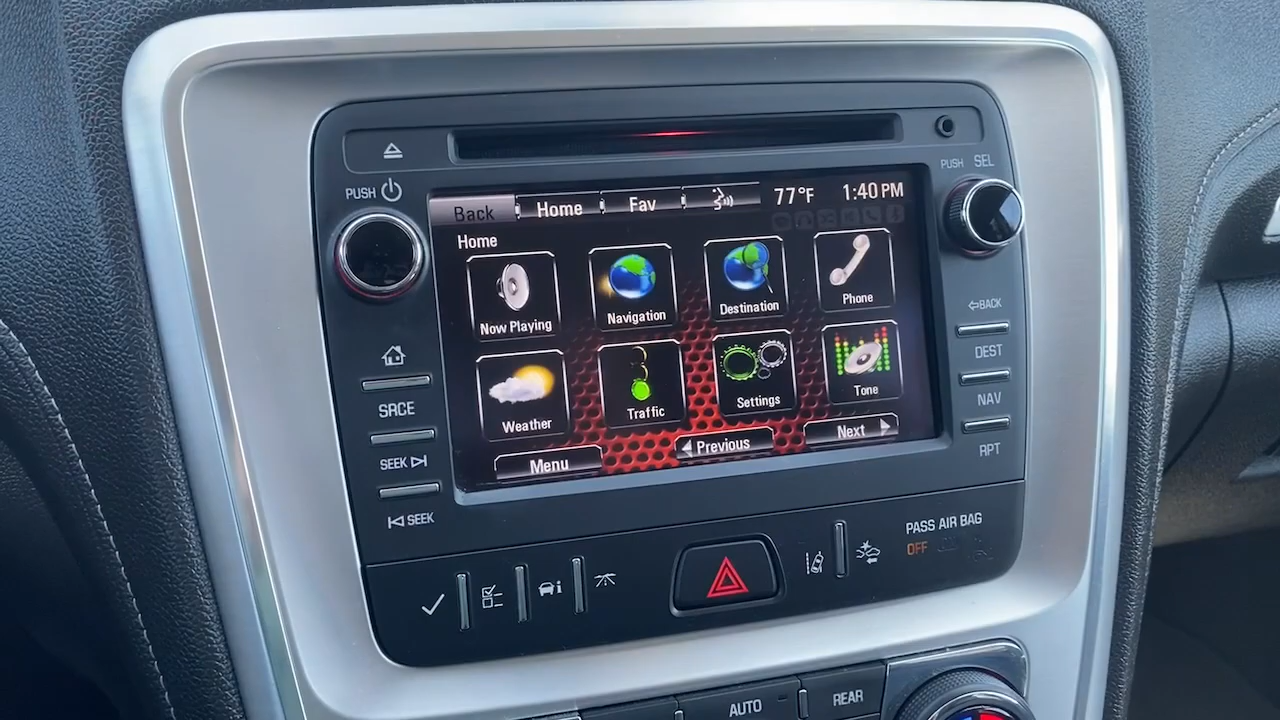 PUSH
PUSH SEL
Back Home Fav 77°F 1:40 PM
Home
Now Playing Navigation Destination Phone
Weather Traffic Settings Tone
Menu Previous Next
SRCE
SEEK
SEEK
BACK
DEST
NAV
RPT
PASS AIR BAG
OFF
AUTO
REAR